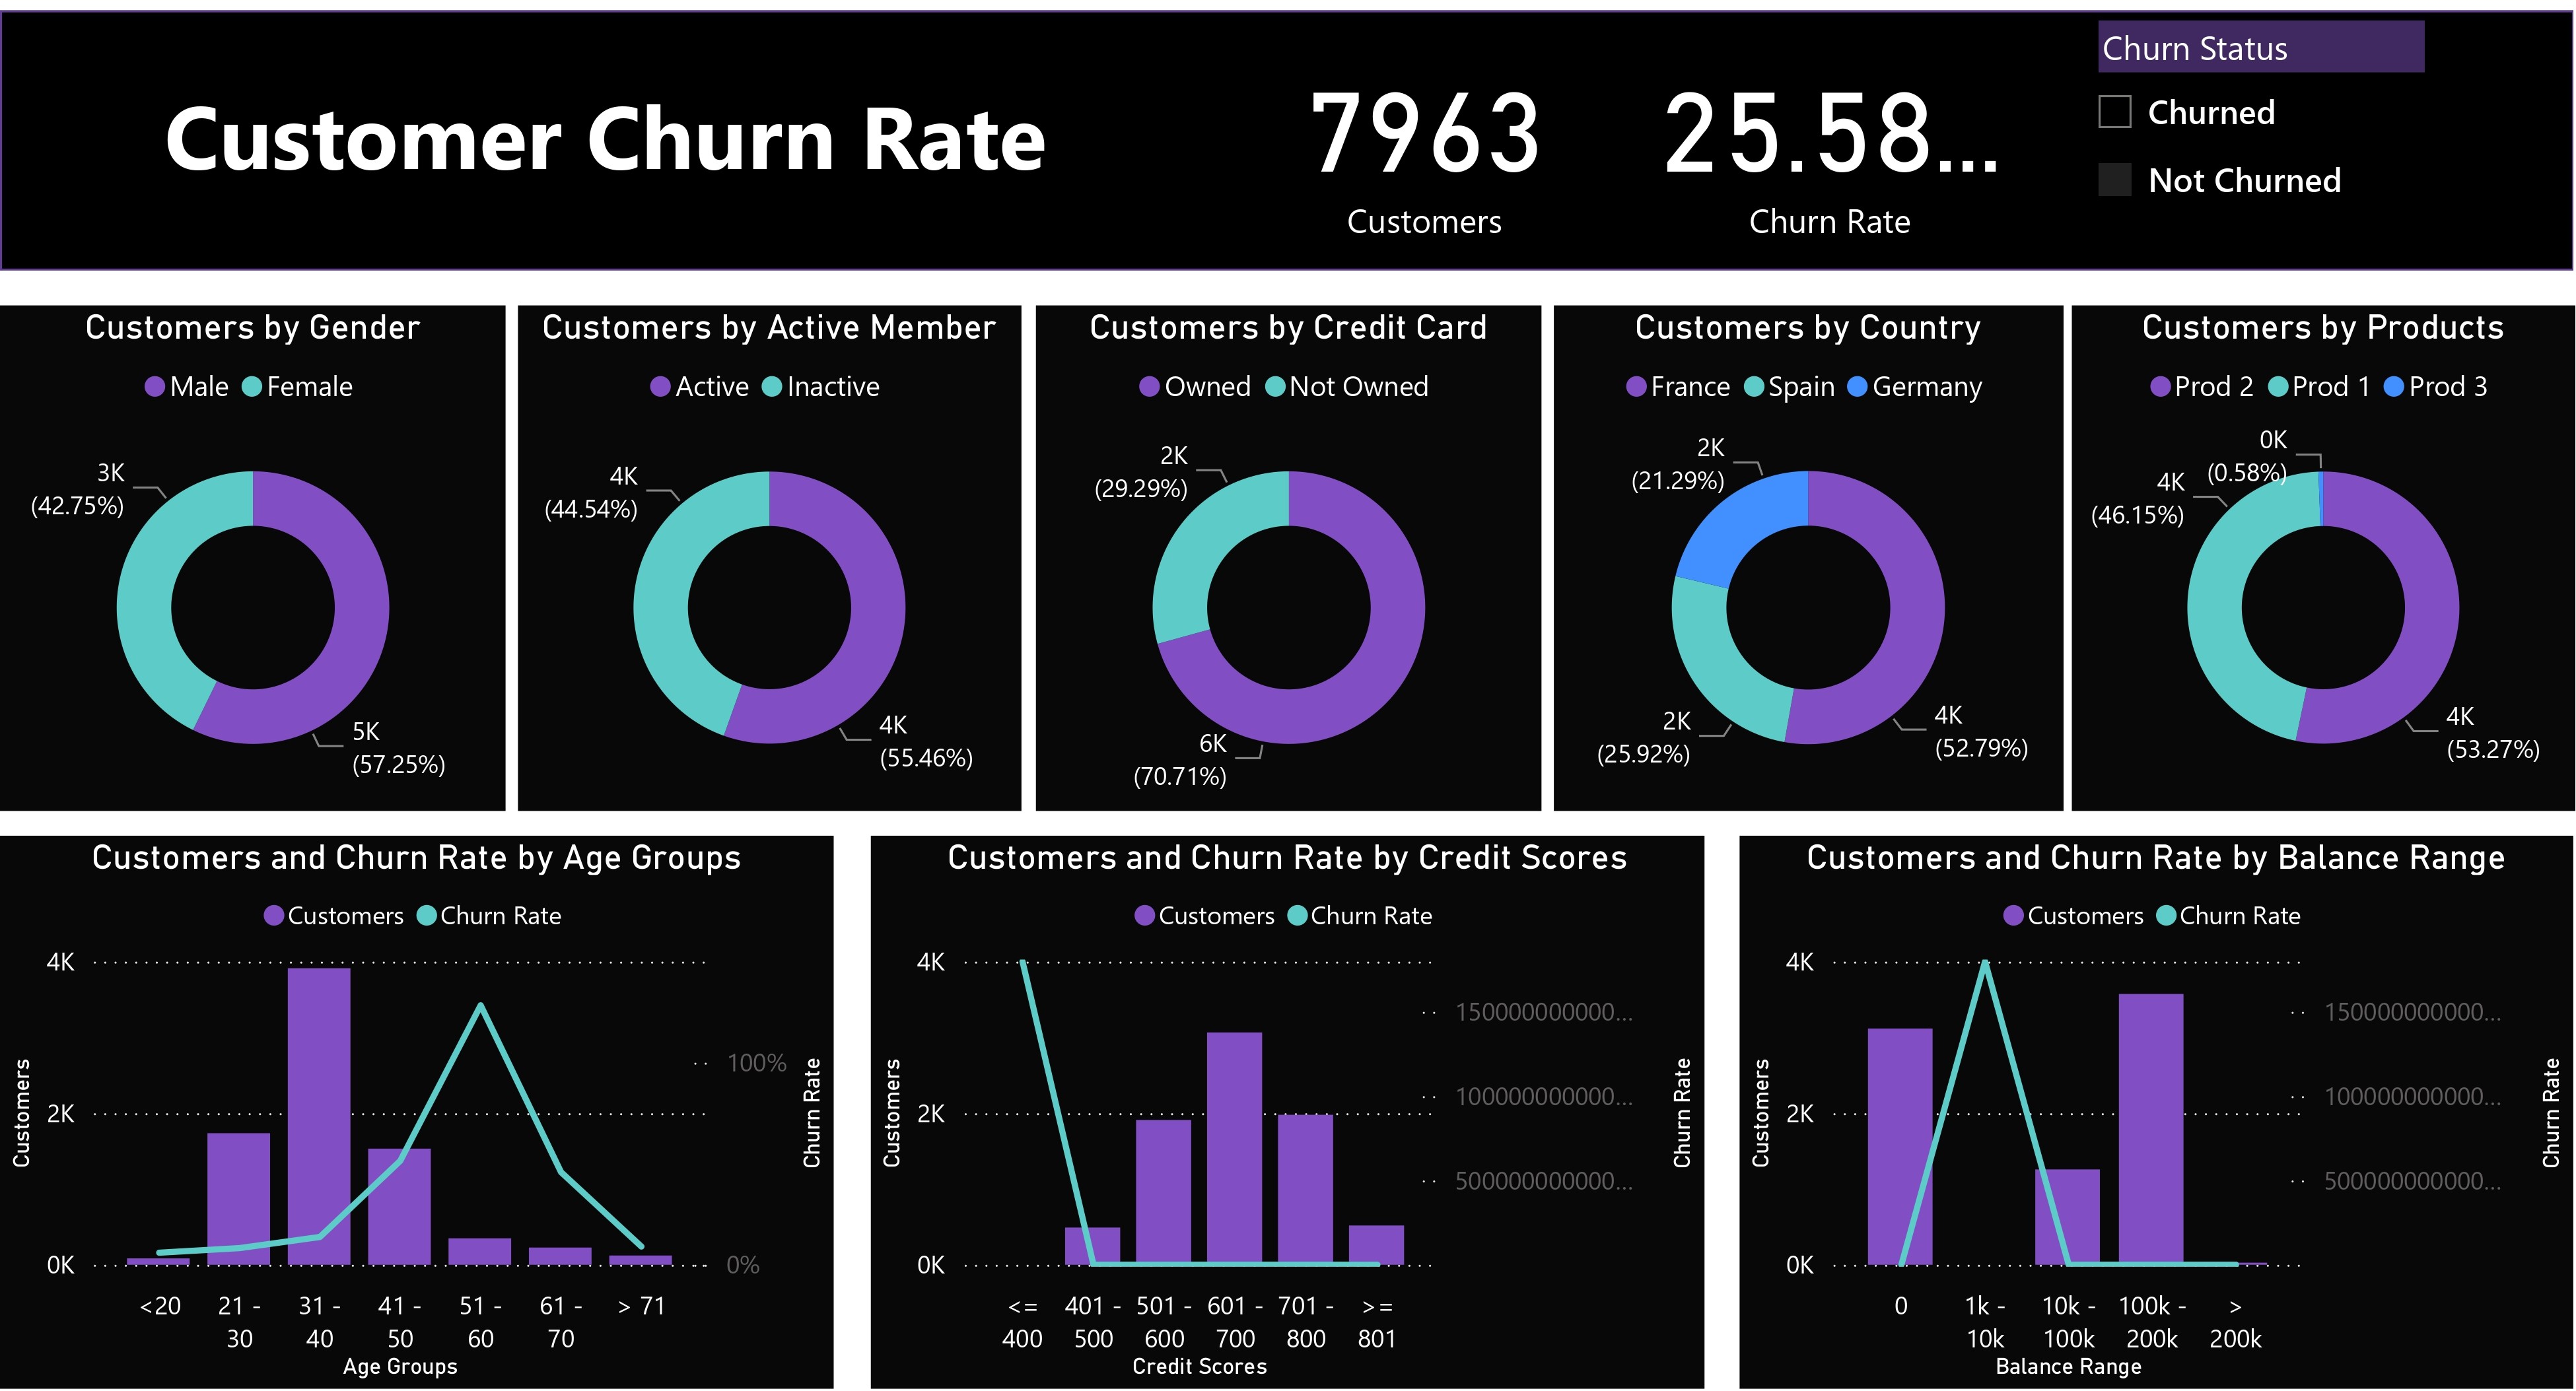 Customer Churn Rate
7963
Customers
25.58...
Churn Rate
Churn Status
Churned
Not Churned
Customers by Gender
Male Female
3K
(42.75%)
5K
(57.25%)
Customers by Active Member
Active Inactive
4K
(44.54%)
4K
(55.46%)
Customers by Credit Card
Owned Not Owned
2K
(29.29%)
6K
(70.71%)
Customers by Country
France Spain Germany
2K
(21.29%)
2K
(25.92%)
4K
(52.79%)
Customers by Products
Prod 2 Prod 1 Prod 3
0K
(0.58%)
4K
(46.15%)
4K
(53.27%)
Customers and Churn Rate by Age Groups
Customers Churn Rate
4K
2K
0K
Customers
100%
0%
Churn Rate
<20 21 - 31 - 41 - 51 - 61 - > 71
30 40 50 60 70
Age Groups
Customers and Churn Rate by Credit Scores
Customers Churn Rate
4K
2K
0K
Customers
150000000000...
100000000000...
500000000000...
Churn Rate
<= 401 - 501 - 601 - 701 - >=
400 500 600 700 800 801
Credit Scores
Customers and Churn Rate by Balance Range
Customers Churn Rate
4K
2K
0K
Customers
150000000000...
100000000000...
500000000000...
Churn Rate
0 1k - 10k - 100k - >
10k 100k 200k 200k
Balance Range